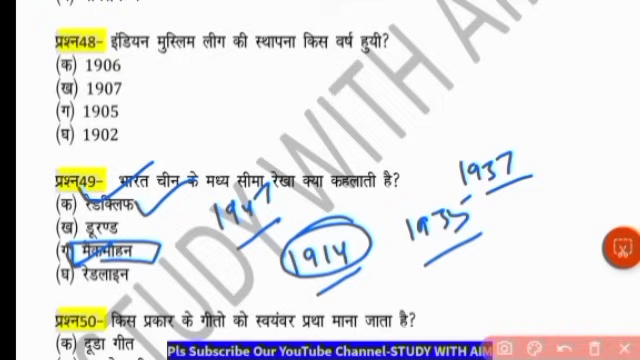 प्रश्न48- इंडियन मुस्लिम लीग की स्थापना किस वर्ष हुयी?
(क) 1906
(ख) 1907
(ग) 1905
(घ) 1902
प्रश्न49- भारत चीन के मध्य सीमा रेखा क्या कहलाती है?
1937
(क) रेडक्लिफ
1947
1935
(ख) डूरण्ड
1914
(ग) मैकमोहन
(घ) रेडलाइन
STUDY WITH
प्रश्न50- किस प्रकार के गीतो को स्वयंवर प्रथा माना जाता है?
(क) दूडा गीत
Pls Subscribe Our YouTube Channel-STUDY WITH AIM